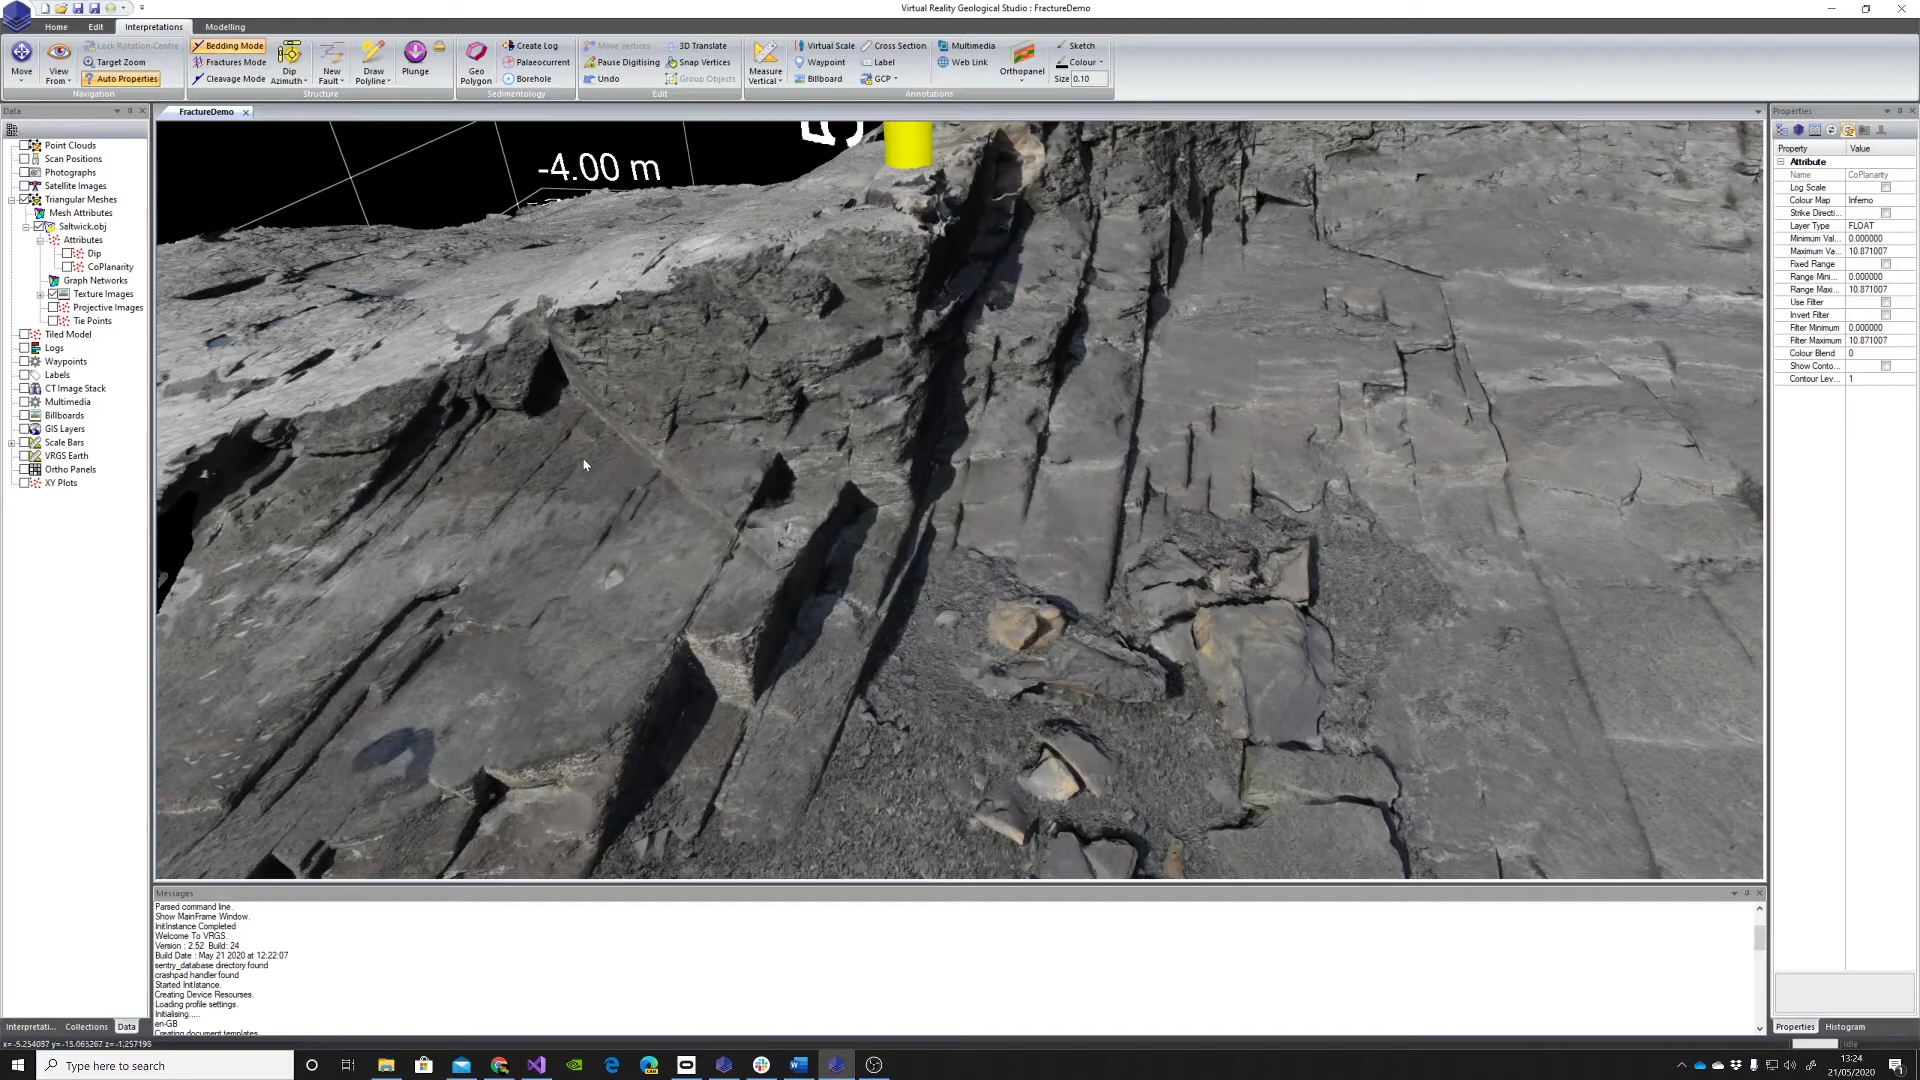 Virtual Reality Geological Studio : FractureDemo
Home Edit Interpretations Modelling
Move
View From
Lock Rotation Centre
Target Zoom
Auto Properties
Navigation
Bedding Mode
Fractures Mode
Cleavage Mode
Dip Azimuth
New Fault
Draw Polyline
Plunge
Structure
Geo Polygon
Create Log
Palaeocurrent
Borehole
Sedimentology
Move Vertices
Pause Digitising
Undo
3D Translate
Snap Vertices
Group Objects
Edit
Measure Vertical
Virtual Scale
Waypoint
Billboard
Cross Section
Label
GCP
Multimedia
Web Link
Orthopanel
Sketch
Colour
Size 0.10
Annotations
Data
Point Clouds
Scan Positions
Photographs
Satellite Images
Triangular Meshes
Mesh Attributes
Saltwick.obj
Attributes
Dip
CoPlanarity
Graph Networks
Texture Images
Projective Images
Tie Points
Tiled Model
Logs
Waypoints
Labels
CT Image Stack
Multimedia
Billboards
GIS Layers
Scale Bars
VRGS Earth
Ortho Panels
XY Plots
Interpretati... Collections Data
FractureDemo
-4.00 m
Messages
Parsed command line.
Show MainFrame Window.
InitInstance Completed
Welcome To VRGS.
Version : 2.52 Build: 24
Build Date : May 21 2020 at 12:22:07
sentry_database directory found
crashpad handler found
Started InitInstance.
Creating Device Resourses.
Loading profile settings.
Initialising.....
en-GB
Creating document templates
Properties
Property Value
Attribute
Name CoPlanarity
Log Scale
Colour Map Inferno
Strike Directi...
Layer Type FLOAT
Minimum Val... 0.000000
Maximum Va... 10.871007
Fixed Range
Range Mini... 0.000000
Range Maxi... 10.871007
Use Filter
Invert Filter
Filter Minimum 0.000000
Filter Maximum 10.871007
Colour Blend 0
Show Conto...
Contour Lev... 1
Properties Histogram
x=-5.254087 y=-15.063267 z=-1.257198
Idle
Type here to search
13:24
21/05/2020